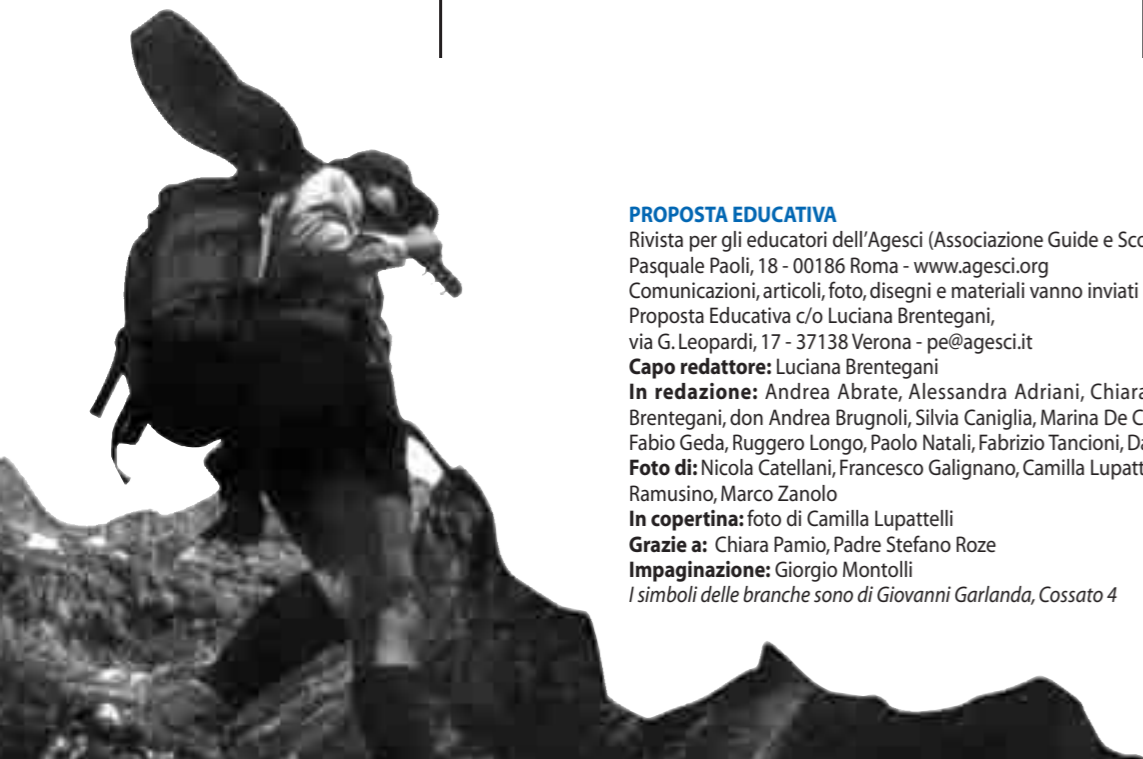 PROPOSTA EDUCATIVA
Rivista per gli educatori dell'Agesci (Associazione Guide e
Pasquale Paoli, 18 - 00186 Roma - www.agesci.org
Comunicazioni, articoli, foto, disegni e materiali vanno inviati
Proposta Educativa c/o Luciana Brentegani,
via G. Leopardi, 17 - 37138 Verona - pe@agesci.it
Capo redattore: Luciana Brentegani
In redazione: Andrea Abrate, Alessandra Adriani, Chiara
Brentegani, don Andrea Brugnoli, Silvia Caniglia, Marina De
Fabio Geda, Ruggero Longo, Paolo Natali, Fabrizio Tancioni,
Foto di: Nicola Catellani, Francesco Galignano, Camilla
Ramusino, Marco Zanolo
In copertina: foto di Camilla Lupattelli
Grazie a: Chiara Pamio, Padre Stefano Roze
Impaginazione: Giorgio Montolli
I simboli delle branche sono di Giovanni Garlanda, Cossato 4